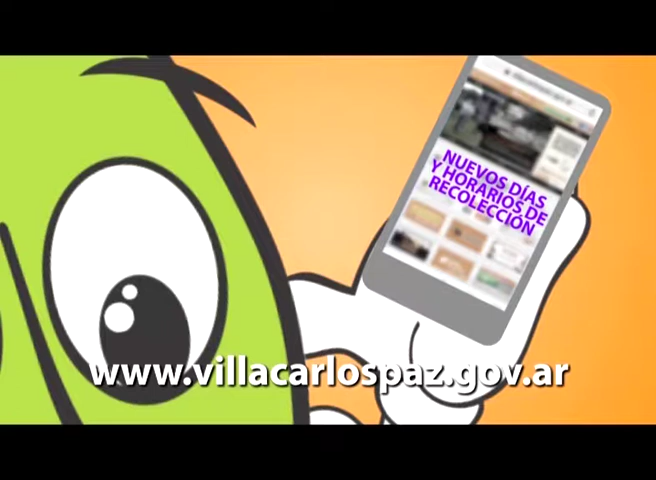 NUEVOS DÍAS
Y HORARIOS DE
RECOLECCIÓN
www.villacarlospaz.gov.ar